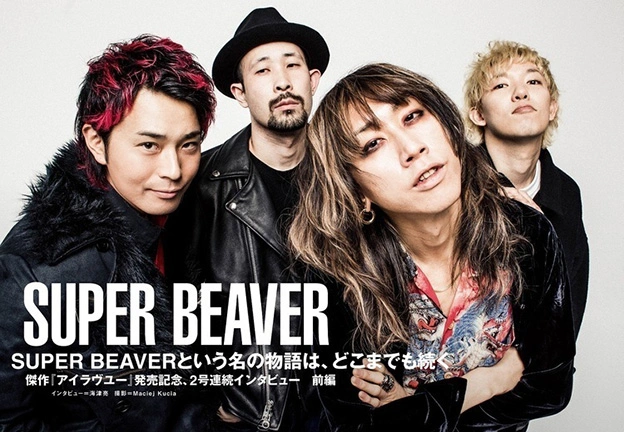 SUPER BEAVER
SUPER BEAVERという名の物語は、どこまでも続く
傑作『アイラヴユー』発売記念、2号連続インタビュー 前編
インタビュー＝海津亮 撮影＝Maciej Kucia